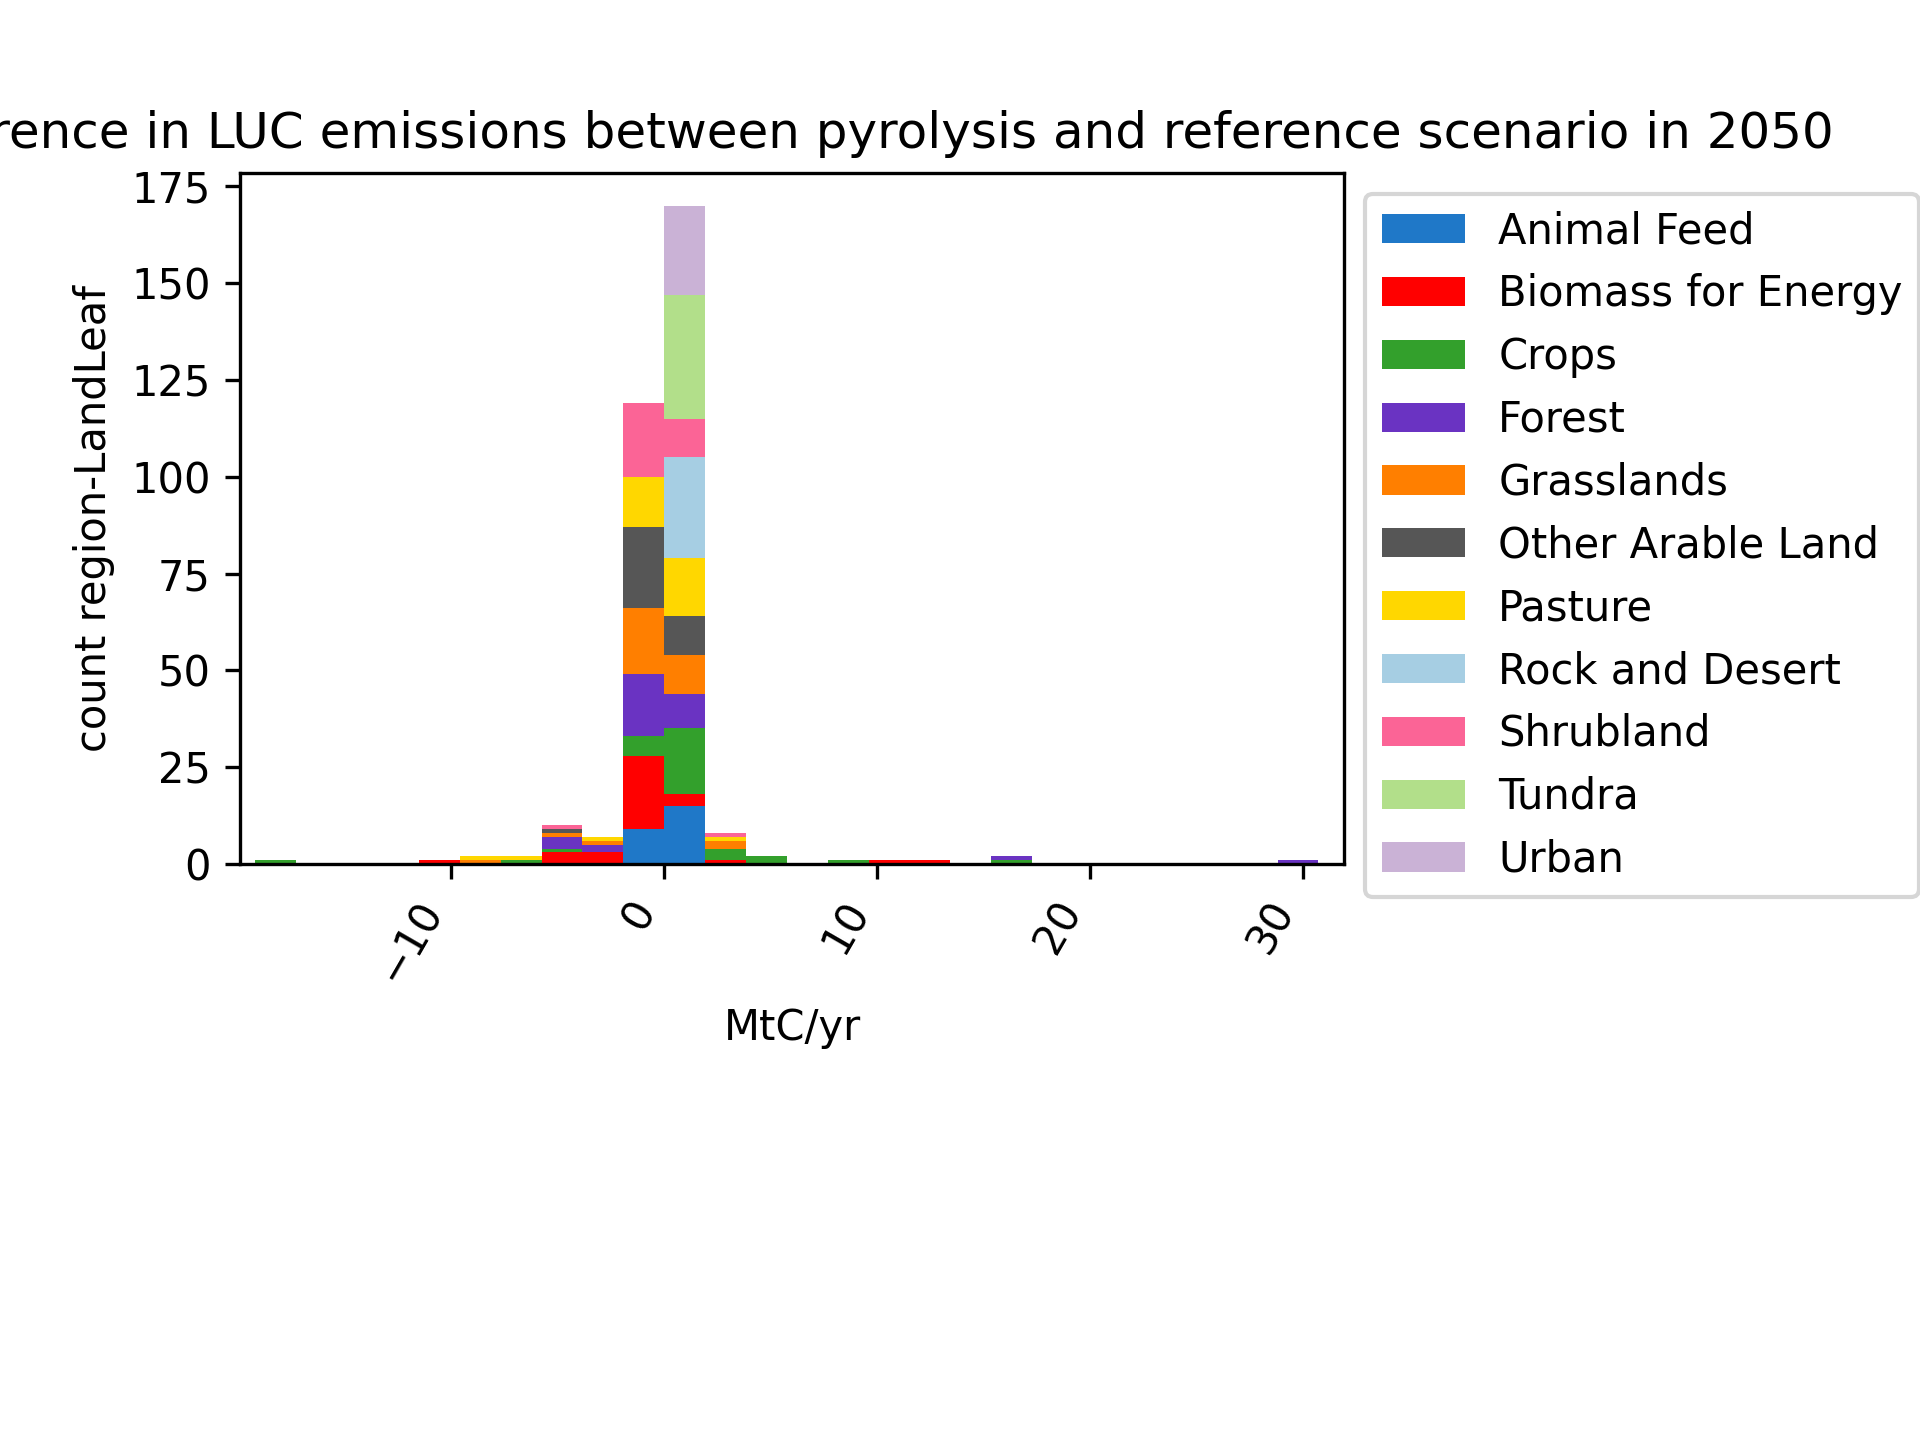 in LUC emissions between pyrolysis and reference scenario in 2050
175
150
125
100
75
50
25
0
count region-LandLeaf
−10
0
10
20
30
MtC/yr
Animal Feed
Biomass for Energy
Crops
Forest
Grasslands
Other Arable Land
Pasture
Rock and Desert
Shrubland
Tundra
Urban